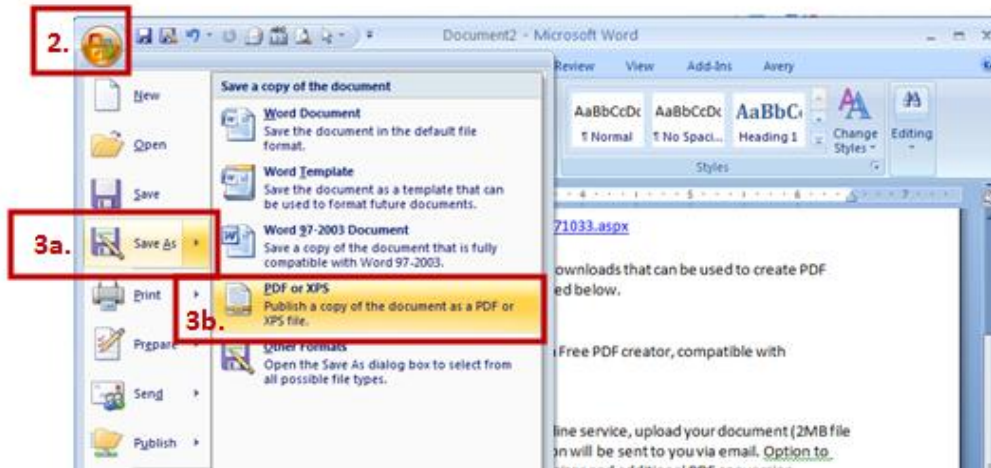 2.
Document2 - Microsoft Word
Review View Add-Ins Avery
New
Open
Save
3a.
Save As
Print
Prepare
Send
Publish
Save a copy of the document
Word Document
Save the document in the default file
format.
Word Template
Save the document as a template that can
be used to format future documents.
Word 97-2003 Document
Save a copy of the document that is fully
compatible with Word 97-2003.
3b.
PDF or XPS
Publish a copy of the document as a PDF or
XPS file.
Other Formats
Open the Save As dialog box to select from
all possible file types.
AaBbCcDc AaBbCcDc AaBbC
¶ Normal ¶ No Spaci... Heading 1
Change
Styles
Editing
Styles
4 5 6 7
71033.aspx
ownloads that can be used to create PDF
ed below.
Free PDF creator, compatible with
line service, upload your document (2MB file
on will be sent to you via email. Option to